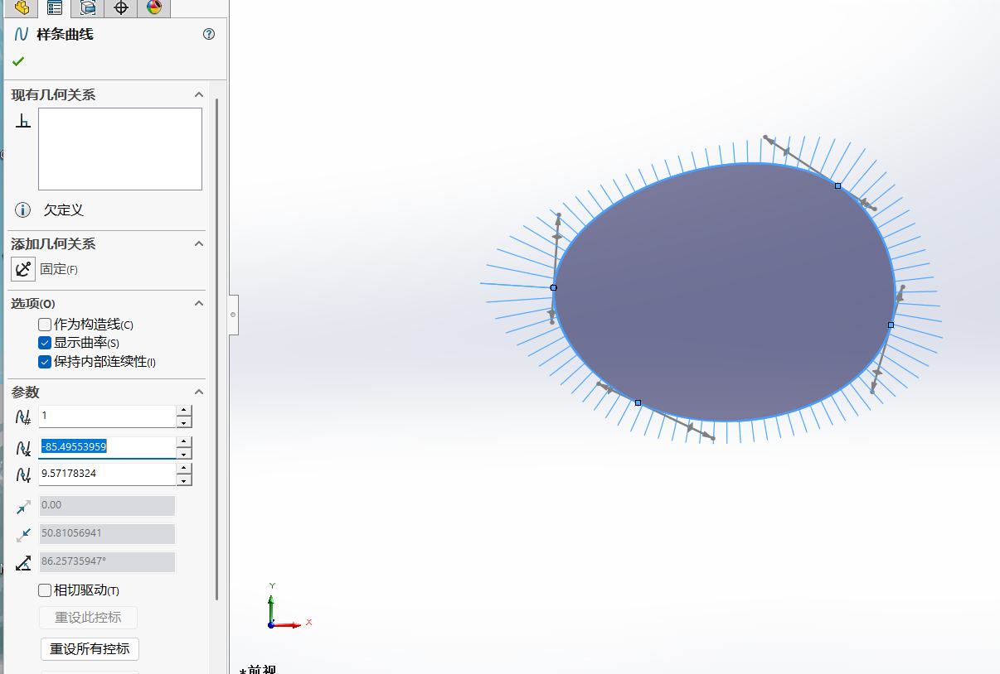 样条曲线
现有几何关系
欠定义
添加几何关系
固定(F)
选项(O)
作为构造线(C)
显示曲率(S)
保持内部连续性(I)
参数
1
-85.49553959
9.57178324
0.00
50.81056941
86.25735947°
相切驱动(T)
重设此控标
重设所有控标
Y
X
*前视